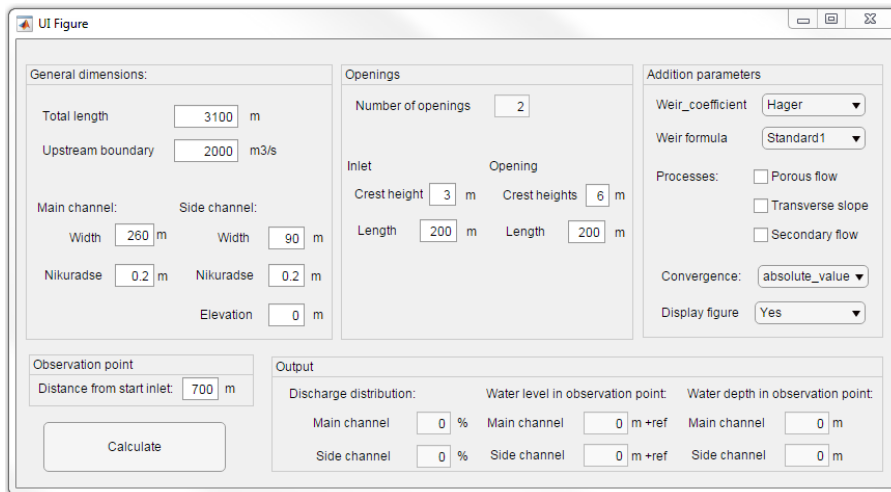 UI Figure
General dimensions:
Total length 3100 m
Upstream boundary 2000 m3/s
Main channel: Side channel:
Width 260 m Width 90 m
Nikuradse 0.2 m Nikuradse 0.2 m
Elevation 0 m
Openings
Number of openings 2
Inlet Opening
Crest height 3 m Crest heights 6 m
Length 200 m Length 200 m
Addition parameters
Weir_coefficient Hager
Weir formula Standard1
Processes: Porous flow
Transverse slope
Secondary flow
Convergence: absolute_value
Display figure Yes
Observation point
Distance from start inlet: 700 m
Calculate
Output
Discharge distribution: Water level in observation point: Water depth in observation point:
Main channel 0 % Main channel 0 m +ref Main channel 0 m
Side channel 0 % Side channel 0 m +ref Side channel 0 m